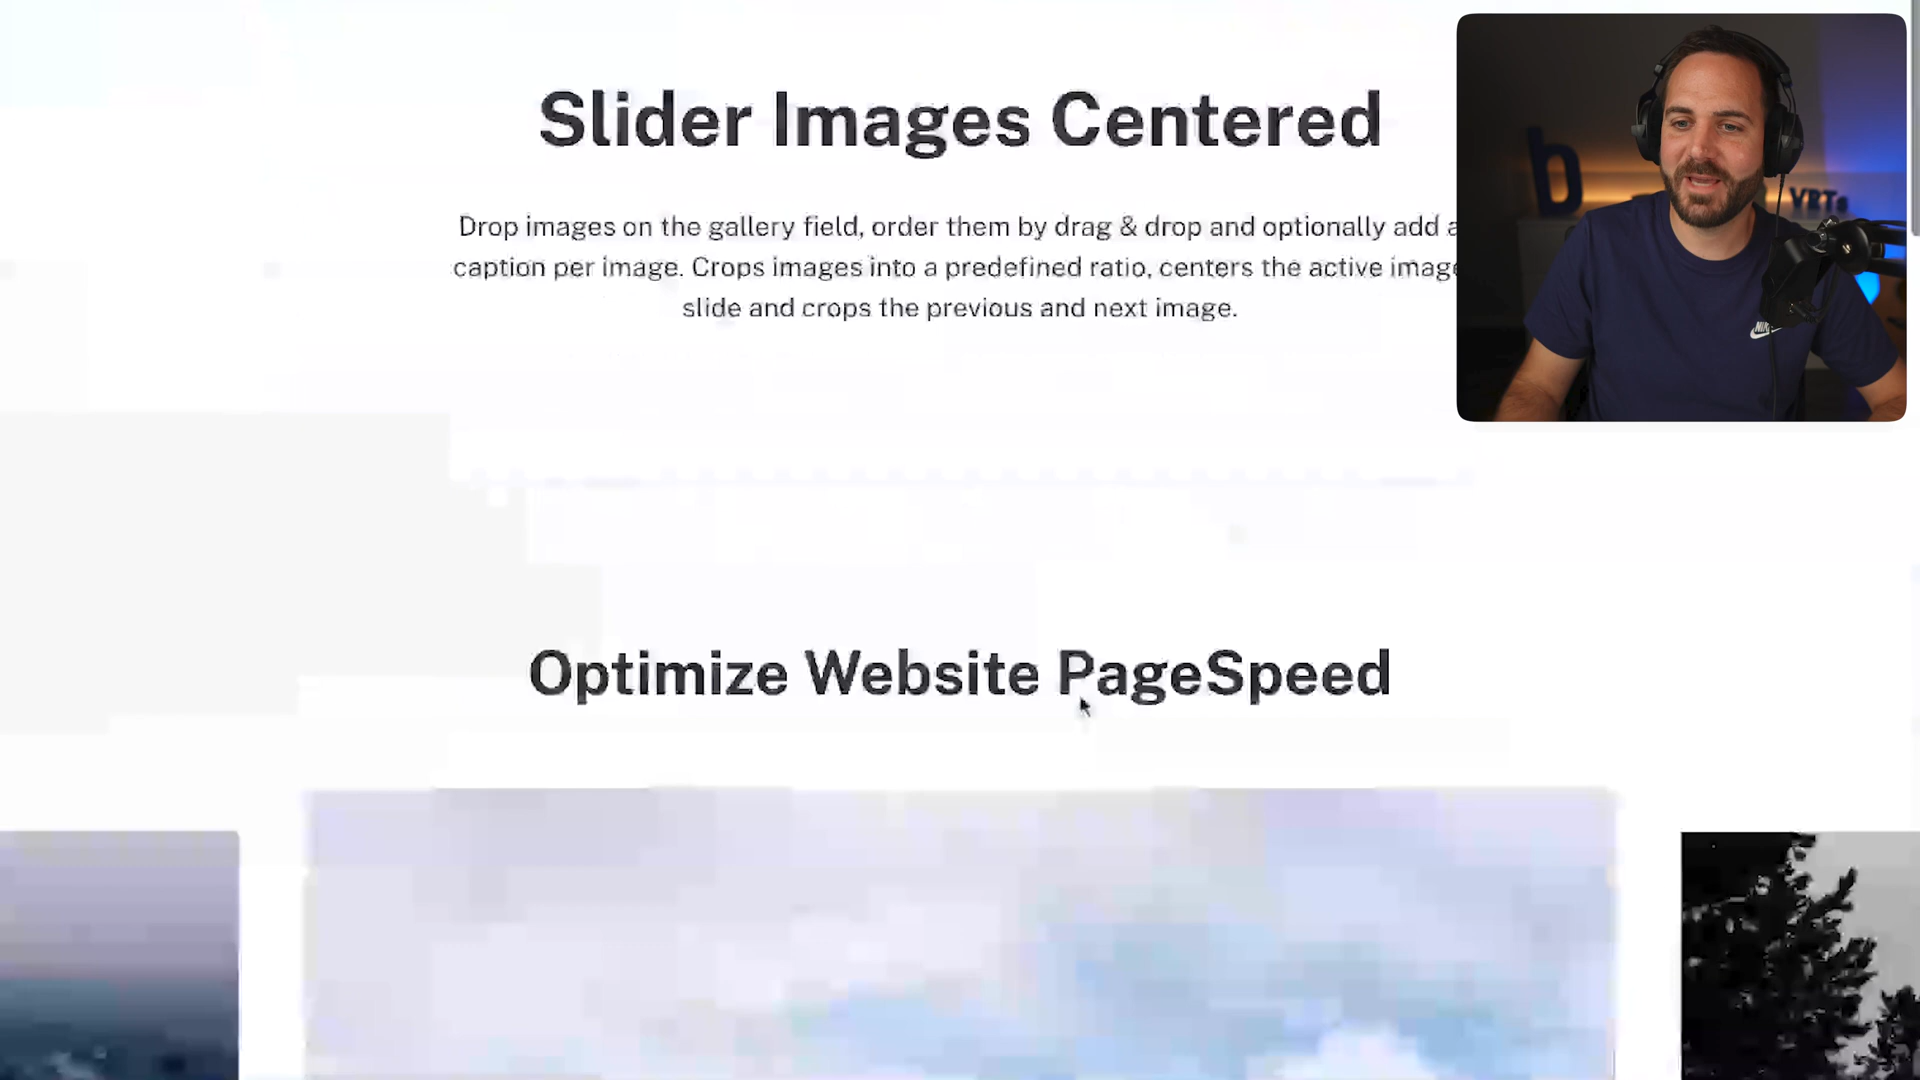 Slider Images Centered
Drop images on the gallery field, order them by drag & drop and optionally add a
caption per image. Crops images into a predefined ratio, centers the active image
slide and crops the previous and next image.
Optimize Website PageSpeed
b
VRTs
NIKE